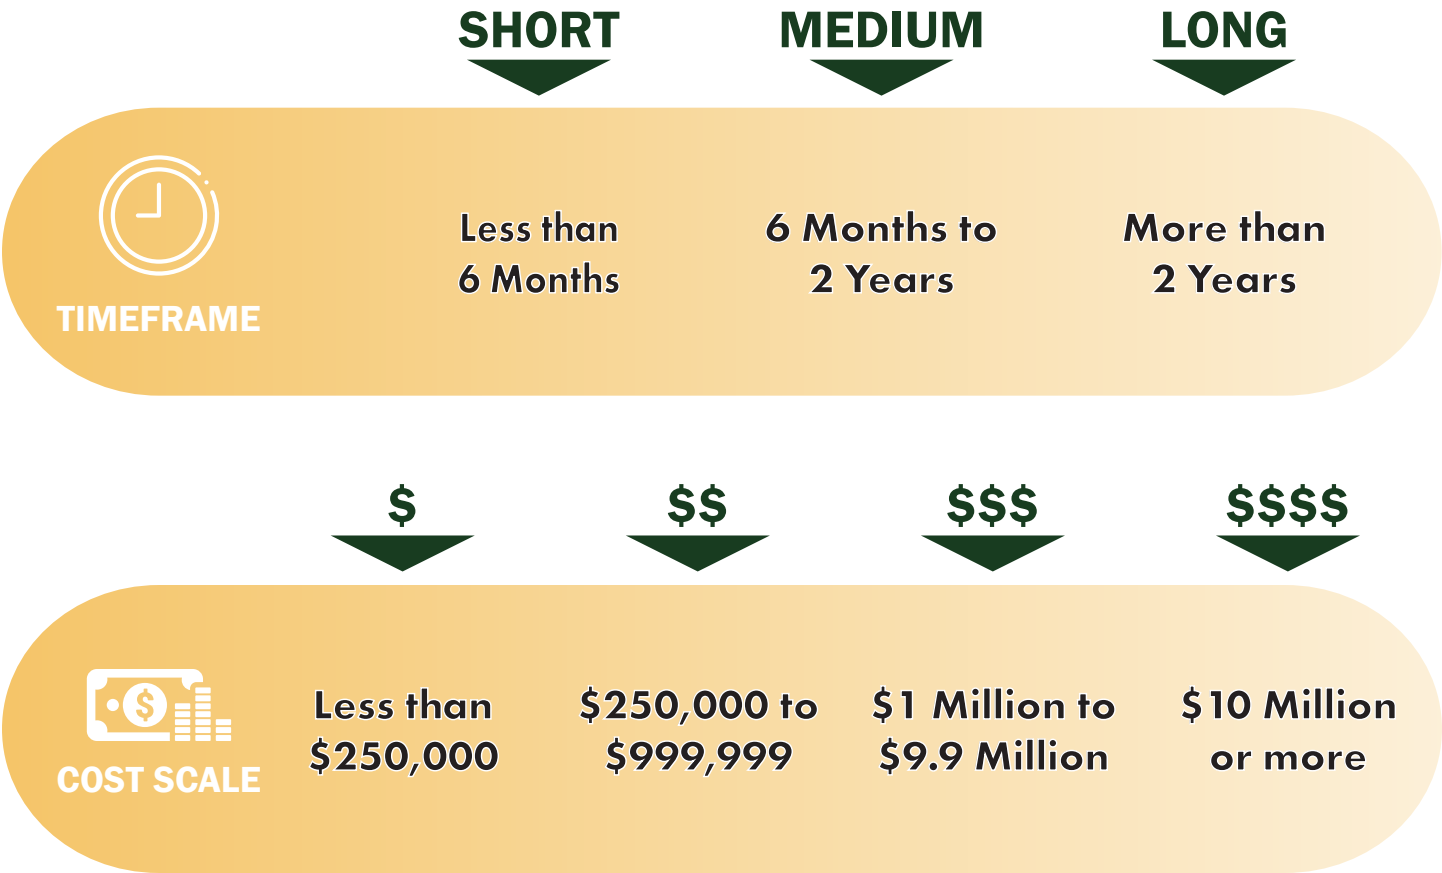 SHORT MEDIUM LONG
TIMEFRAME
Less than
6 Months
6 Months to
2 Years
More than
2 Years
$ $$ $$$ $$$$
$
COST SCALE
Less than
$250,000
$250,000 to
$999,999
$1 Million to
$9.9 Million
$10 Million
or more